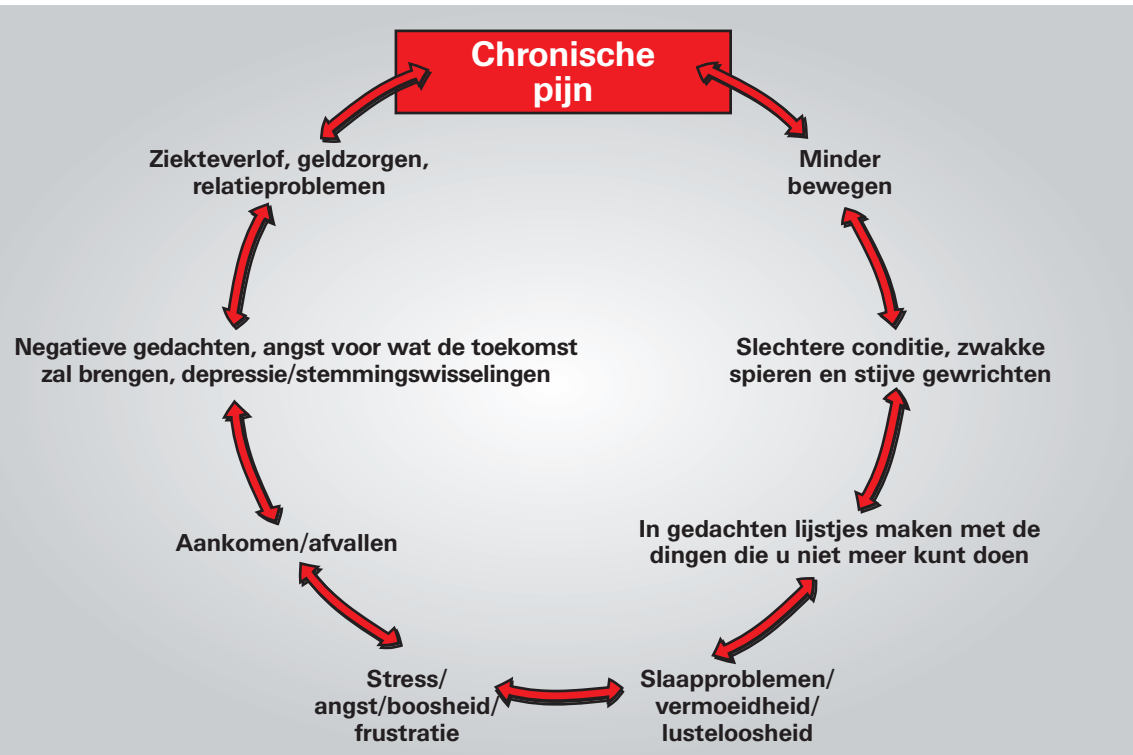 Chronische
pijn
Ziekteverlof, geldzorgen,
relatieproblemen
Minder
bewegen
Negatieve gedachten, angst voor wat de toekomst
zal brengen, depressie/stemmingswisselingen
Slechtere conditie, zwakke
spieren en stijve gewrichten
Aankomen/afvallen
In gedachten lijstjes maken met de
dingen die u niet meer kunt doen
Stress/
angst/boosheid/
frustratie
Slaapproblemen/
vermoeidheid/
lusteloosheid